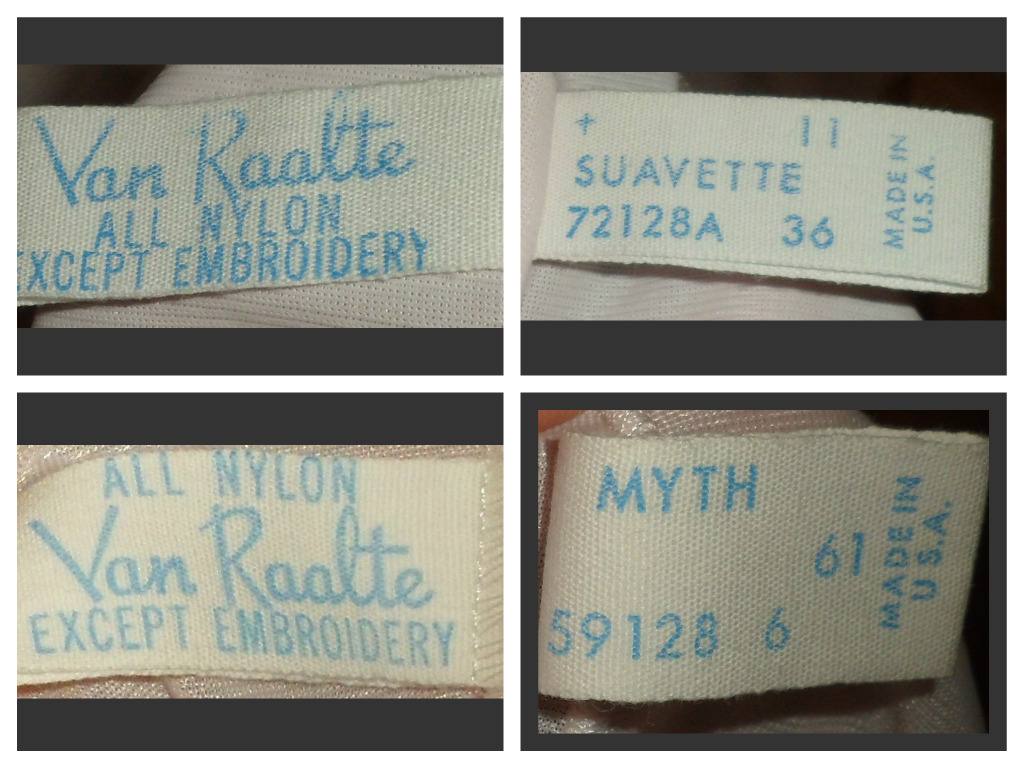 Van Raalte
ALL NYLON
EXCEPT EMBROIDERY
+ 11
SUAVETTE
72128A 36
MADE IN
U.S.A.
ALL NYLON
Van Raalte
EXCEPT EMBROIDERY
MYTH
61
59128 6
MADE IN
U.S.A.